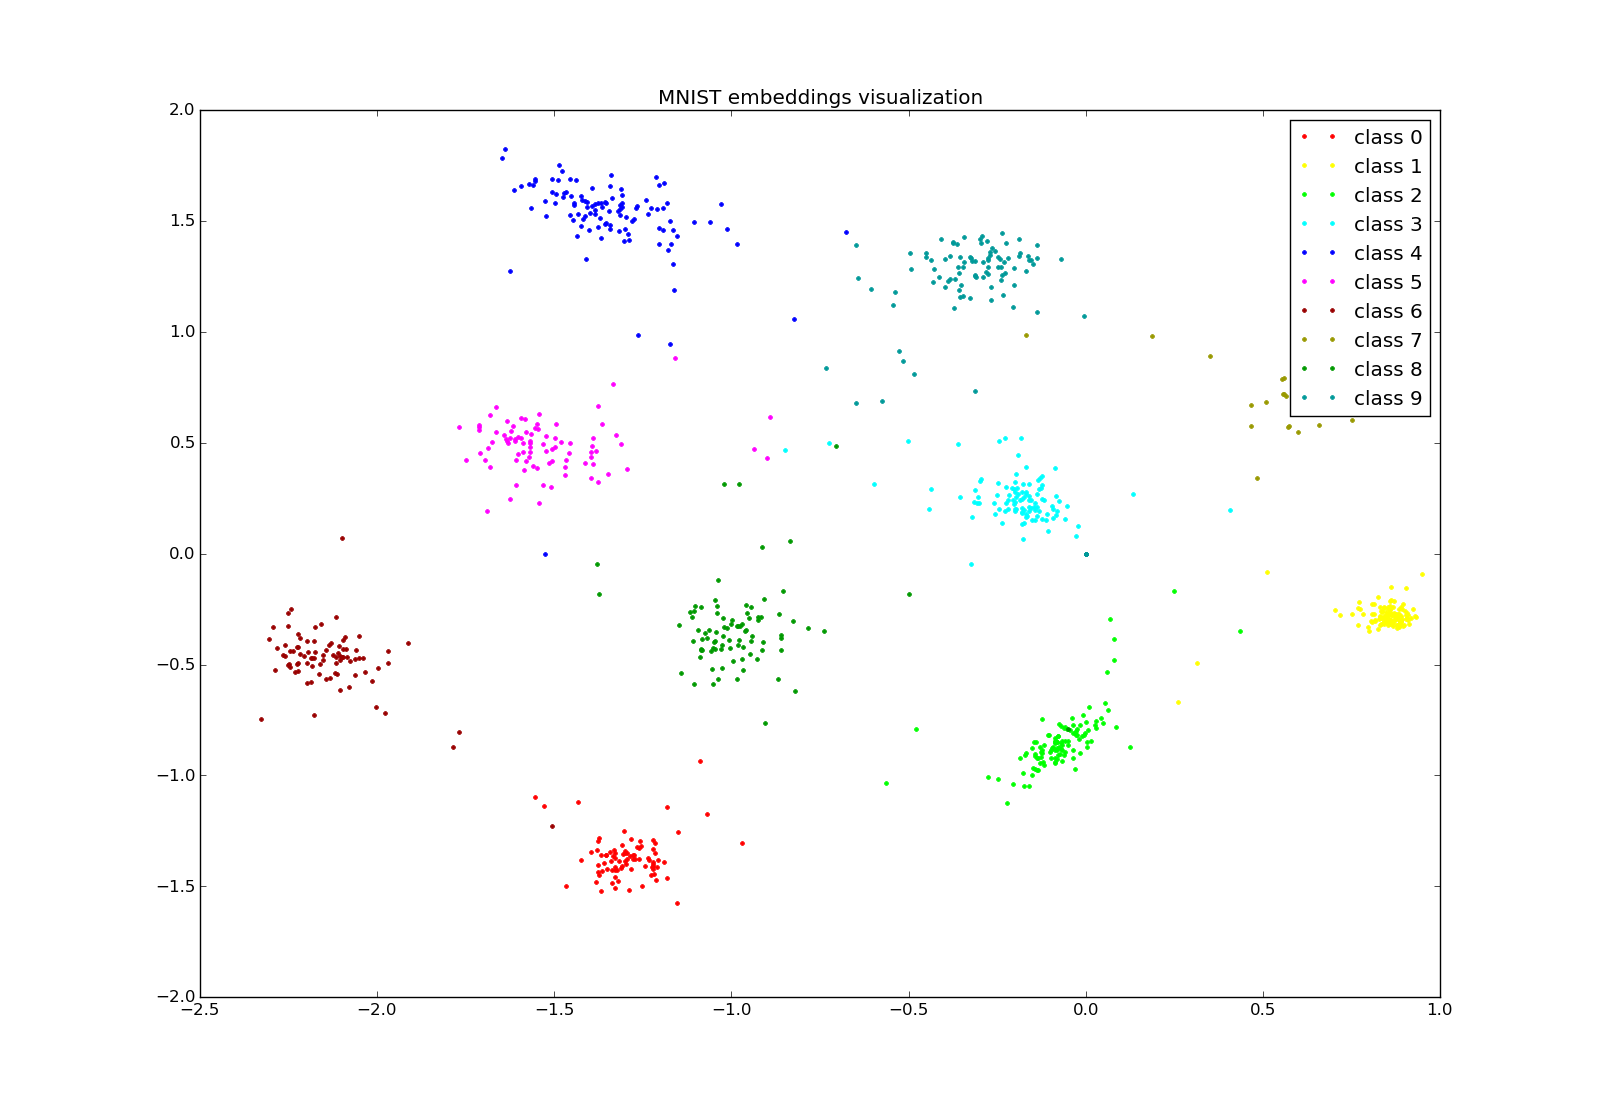 MNIST embeddings visualization
2.0
1.5
1.0
0.5
0.0
−0.5
−1.0
−1.5
−2.0
−2.5
−2.0
−1.5
−1.0
−0.5
0.0
0.5
1.0
class 0
class 1
class 2
class 3
class 4
class 5
class 6
class 7
class 8
class 9